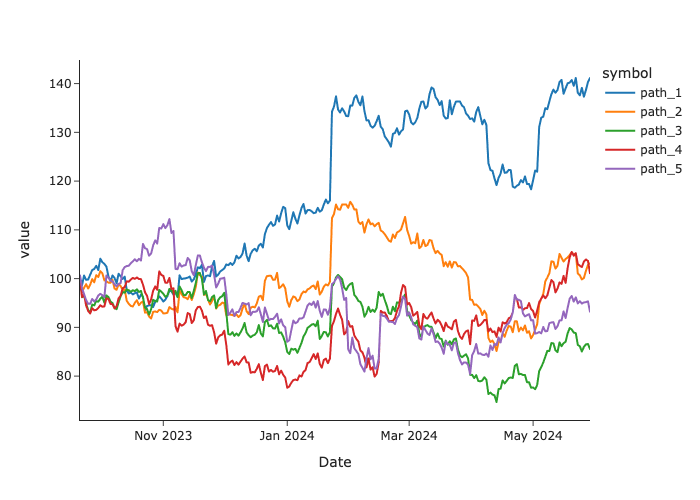 symbol
path_1
path_2
path_3
path_4
path_5
140
130
120
110
100
90
80
value
Nov 2023
Jan 2024
Mar 2024
May 2024
Date